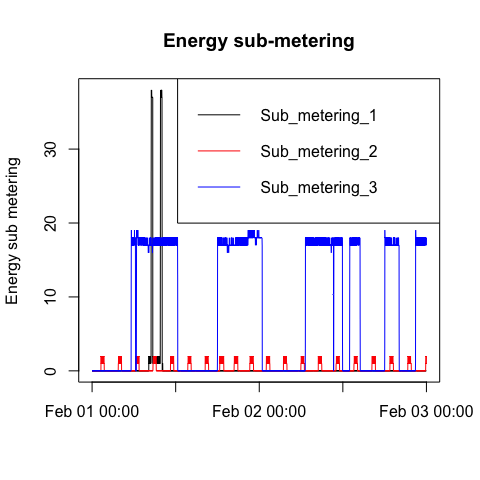 Energy sub-metering
Energy sub metering
30
20
10
0
Sub_metering_1
Sub_metering_2
Sub_metering_3
Feb 01 00:00
Feb 02 00:00
Feb 03 00:00